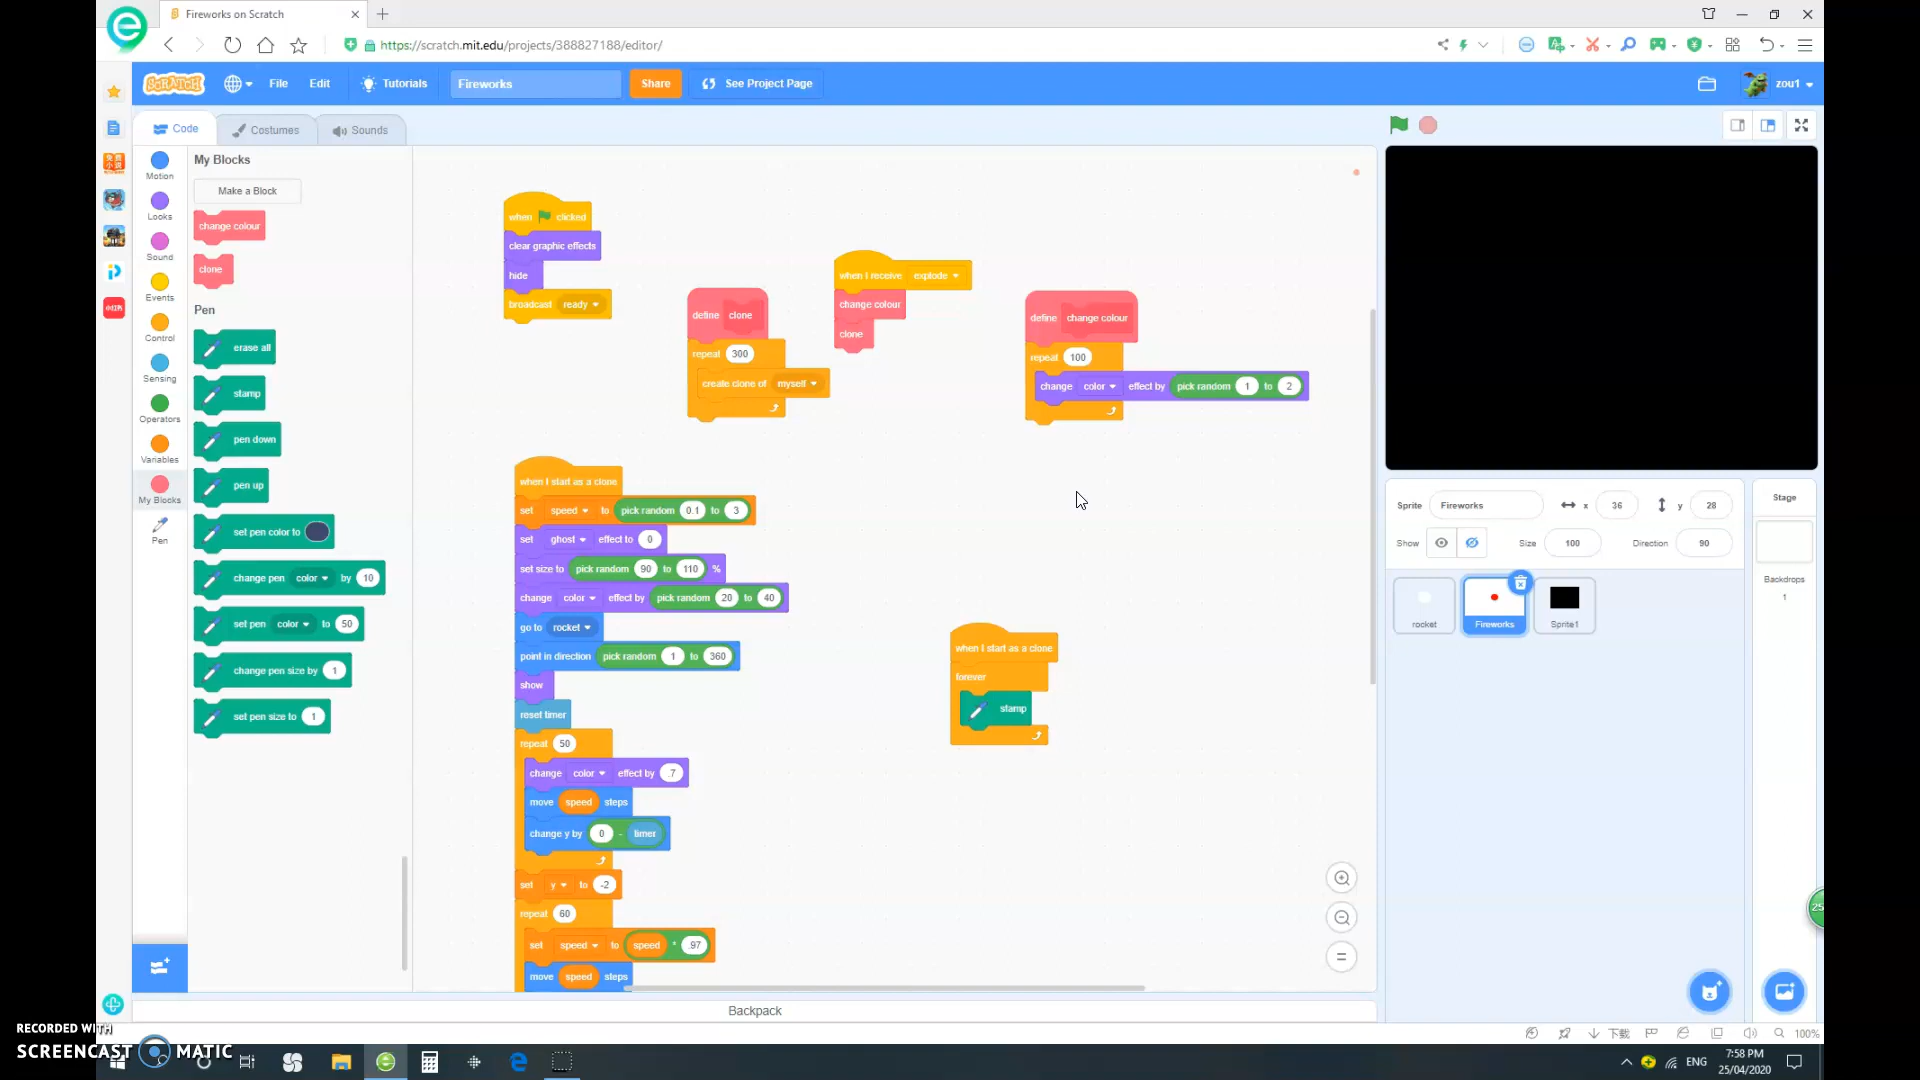 Fireworks on Scratch
https://scratch.mit.edu/projects/388827188/editor/
SCRATCH
File
Edit
Tutorials
Fireworks
Share
See Project Page
zou1
Code
Costumes
Sounds
Motion
Looks
Sound
Events
Control
Sensing
Operators
Variables
My Blocks
Pen
My Blocks
Make a Block
change colour
clone
Pen
erase all
stamp
pen down
pen up
set pen color to
change pen color by 10
set pen color to 50
change pen size by 1
set pen size to 1
when clicked
clear graphic effects
hide
broadcast ready
define clone
repeat 300
create clone of myself
when I receive explode
change colour
clone
define change colour
repeat 100
change color effect by pick random 1 to 2
when I start as a clone
set speed to pick random 0.1 to 3
set ghost effect to 0
set size to pick random 90 to 110 %
change color effect by pick random 20 to 40
go to rocket
point in direction pick random 1 to 360
show
reset timer
repeat 50
change color effect by .7
move speed steps
change y by 0 - timer
set y to -2
repeat 60
set speed to speed * .97
move speed steps
when I start as a clone
forever
stamp
Backpack
Sprite Fireworks x 36 y 28
Show Size 100 Direction 90
rocket
Fireworks
Sprite1
Stage
Backdrops
1
25
下载
100%
RECORDED WITH
SCREENCAST MATIC
ENG
7:58 PM
25/04/2020